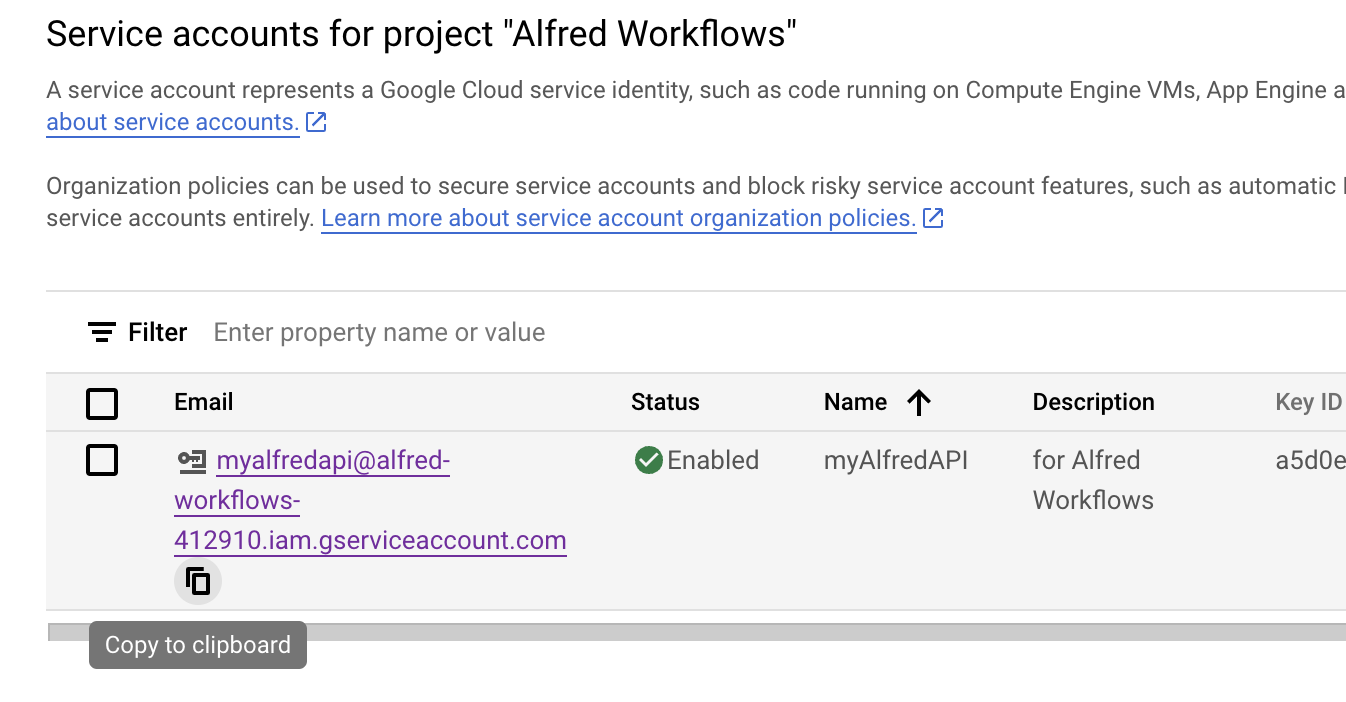 Service accounts for project "Alfred Workflows"
A service account represents a Google Cloud service identity, such as code running on Compute Engine VMs, App Engine a
about service accounts.
Organization policies can be used to secure service accounts and block risky service account features, such as automatic
service accounts entirely. Learn more about service account organization policies.
Filter Enter property name or value
Email Status Name Description Key ID
myalfredapi@alfred- Enabled myAlfredAPI for Alfred a5d0e
workflows- Workflows
412910.iam.gserviceaccount.com
Copy to clipboard